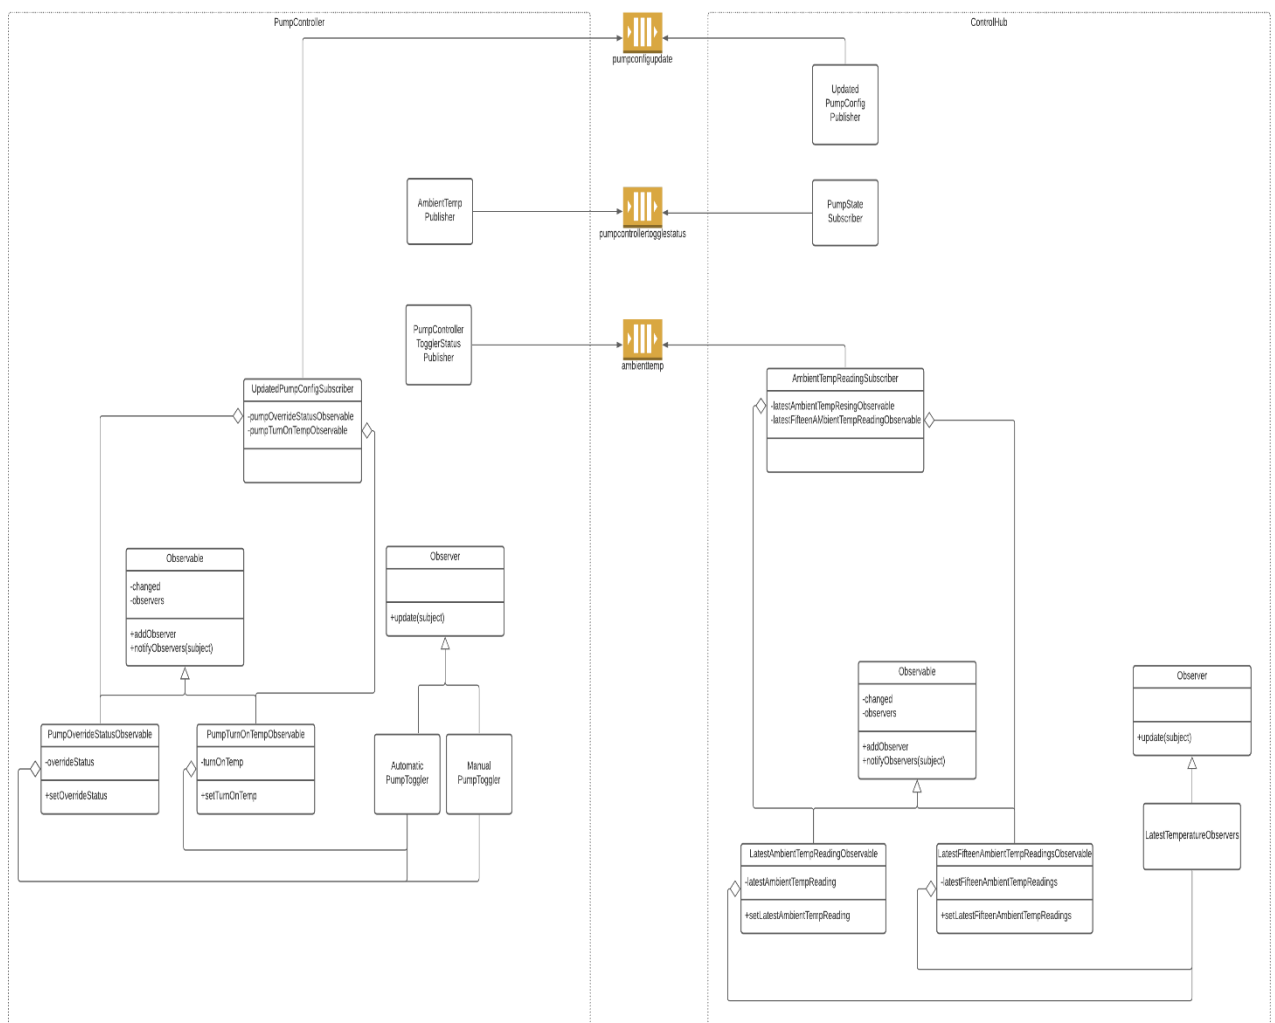 PumpController
ControlHub
pumpconfigupdate
Updated
PumpConfig
Publisher
AmbientTemp
Publisher
pumpcontrollertogglestatus
PumpState
Subscriber
PumpController
TogglerStatus
Publisher
ambienttemp
UpdatedPumpConfigSubscriber
-pumpOverrideStatusObservable
-pumpTurnOnTempObservable
AmbientTempReadingSubscriber
-latestAmbientTempResingObservable
-latestFifteenAMbientTempReadingObservable
Observable
-changed
-observers
+addObserver
+notifyObservers(subject)
Observer
+update(subject)
PumpOverrideStatusObservable
-overrideStatus
+setOverrideStatus
PumpTurnOnTempObservable
-turnOnTemp
+setTurnOnTemp
Automatic
PumpToggler
Manual
PumpToggler
Observable
-changed
-observers
+addObserver
+notifyObservers(subject)
Observer
+update(subject)
LatestTemperatureObservers
LatestAmbientTempReadingObservable
-latestAmbientTempReading
+setLatestAmbientTempReading
LatestFifteenAmbientTempReadingsObservable
-latestFifteenAmbientTempReadings
+setLatestFifteenAmbientTempReadings